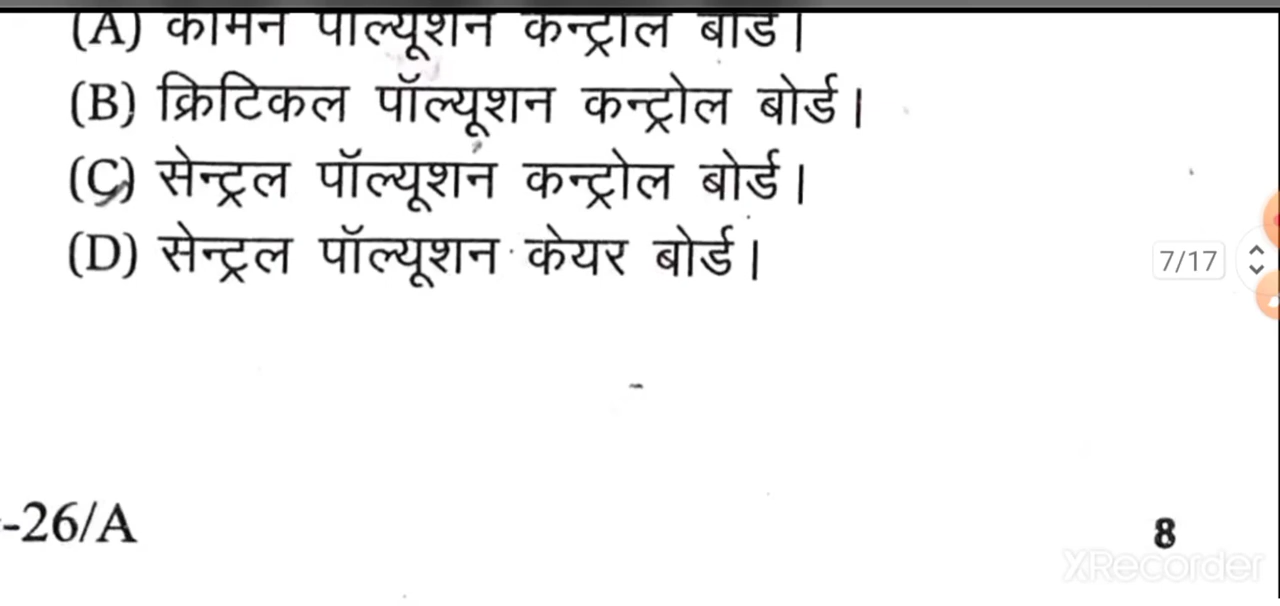 (A) कॉमन पॉल्यूशन कन्ट्रोल बोर्ड।
(B) क्रिटिकल पॉल्यूशन कन्ट्रोल बोर्ड।
(C) सेन्ट्रल पॉल्यूशन कन्ट्रोल बोर्ड।
(D) सेन्ट्रल पॉल्यूशन केयर बोर्ड।
7/17
-26/A
8
XRecorder